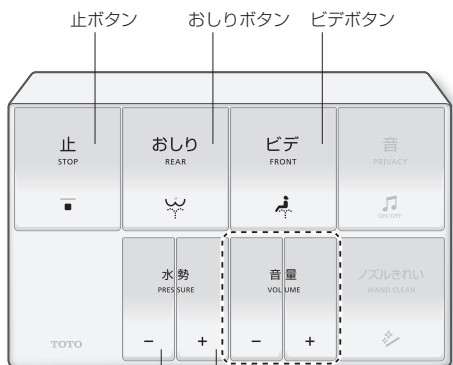 止ボタン おしりボタン ビデボタン
止 おしり ビデ 音
STOP REAR FRONT PRIVACY
ON/OFF
水勢 音量 ノズルきれい
PRESSURE VOLUME WAND CLEAN
- + - +
TOTO